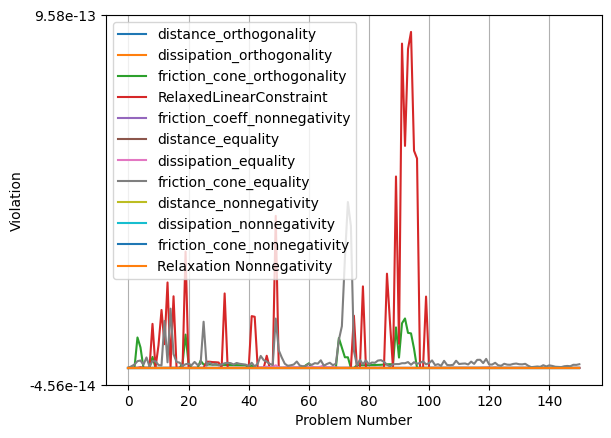 9.58e-13
distance_orthogonality
dissipation_orthogonality
friction_cone_orthogonality
RelaxedLinearConstraint
friction_coeff_nonnegativity
distance_equality
dissipation_equality
friction_cone_equality
distance_nonnegativity
dissipation_nonnegativity
friction_cone_nonnegativity
Relaxation Nonnegativity
Violation
-4.56e-14
0 20 40 60 80 100 120 140
Problem Number